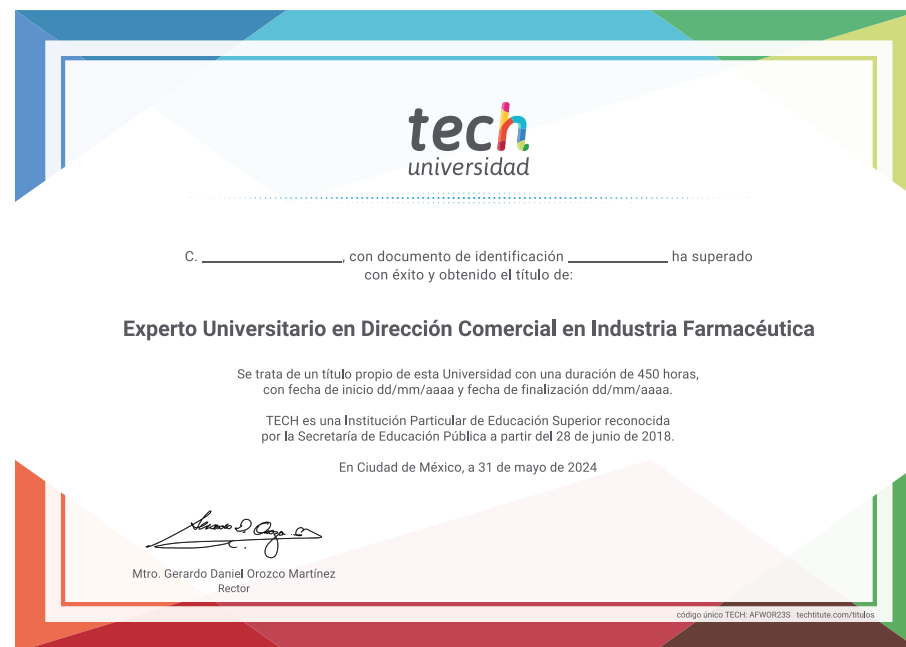 tech
universidad
C. ____________________, con documento de identificación ______________ ha superado
con éxito y obtenido el título de:
Experto Universitario en Dirección Comercial en Industria Farmacéutica
Se trata de un título propio de esta Universidad con una duración de 450 horas,
con fecha de inicio dd/mm/aaaa y fecha de finalización dd/mm/aaaa.
TECH es una Institución Particular de Educación Superior reconocida
por la Secretaría de Educación Pública a partir del 28 de junio de 2018.
En Ciudad de México, a 31 de mayo de 2024
Mtro. Gerardo Daniel Orozco Martínez
Rector
código único TECH: AFWOR23S techtitute.com/titulos